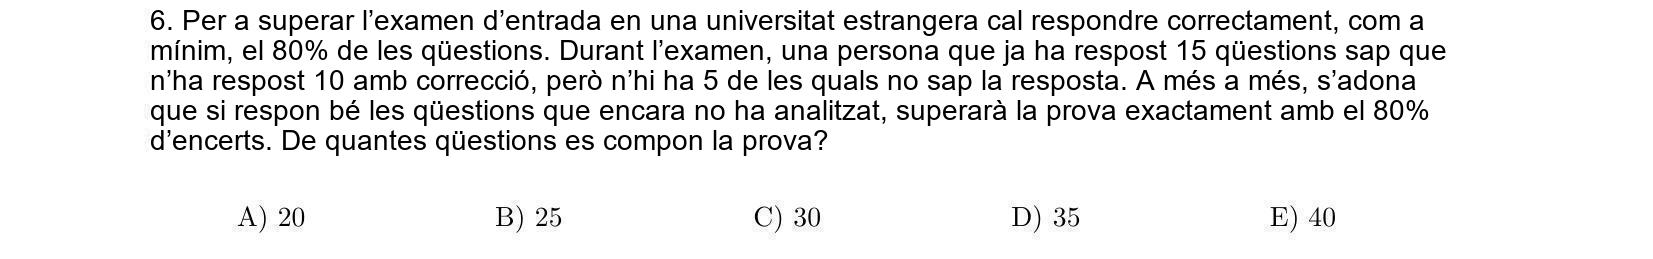 6. Per a superar l’examen d’entrada en una universitat estrangera cal respondre correctament, com a
mínim, el 80% de les qüestions. Durant l’examen, una persona que ja ha respost 15 qüestions sap que
n’ha respost 10 amb correcció, però n’hi ha 5 de les quals no sap la resposta. A més a més, s’adona
que si respon bé les qüestions que encara no ha analitzat, superarà la prova exactament amb el 80%
d’encerts. De quantes qüestions es compon la prova?
A) 20 B) 25 C) 30 D) 35 E) 40